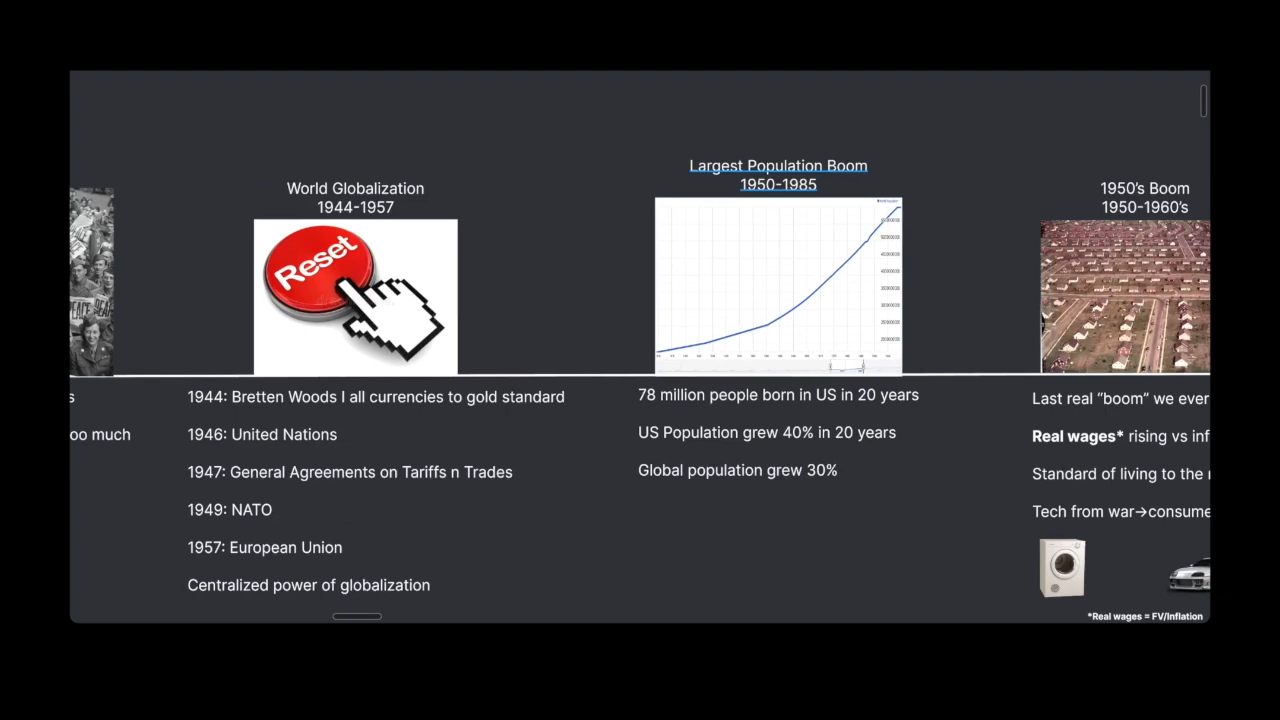 World Globalization
1944-1957
Reset
Largest Population Boom
1950-1985
1950's Boom
1950-1960's
PEACE
s
oo much
1944: Bretten Woods I all currencies to gold standard
1946: United Nations
1947: General Agreements on Tariffs n Trades
1949: NATO
1957: European Union
Centralized power of globalization
78 million people born in US in 20 years
US Population grew 40% in 20 years
Global population grew 30%
Last real “boom” we ever
Real wages* rising vs inf
Standard of living to the
Tech from war→consume
*Real wages = FV/Inflation